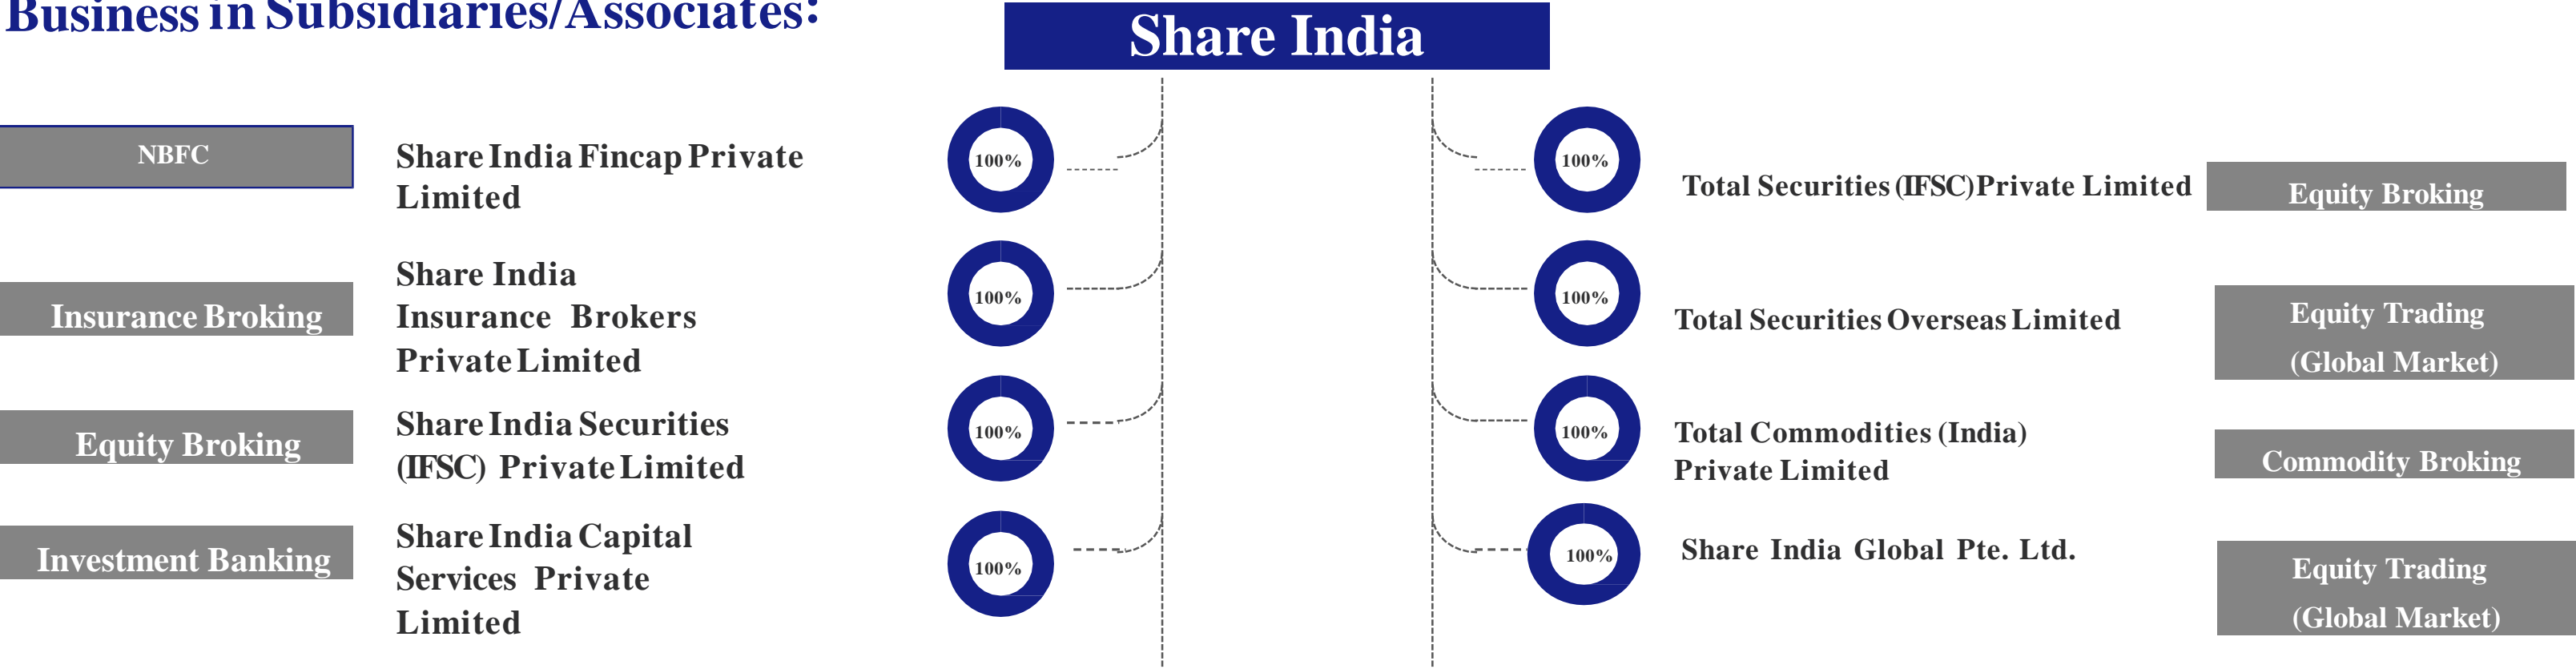 Business in Subsidiaries/Associates:
Share India
NBFC
Share India Fincap Private
Limited
100%
Insurance Broking
Share India
Insurance Brokers
Private Limited
100%
Equity Broking
Share India Securities
(IFSC) Private Limited
100%
Investment Banking
Share India Capital
Services Private
Limited
100%
100%
Total Securities (IFSC) Private Limited
Equity Broking
100%
Total Securities Overseas Limited
Equity Trading
(Global Market)
100%
Total Commodities (India)
Private Limited
Commodity Broking
100%
Share India Global Pte. Ltd.
Equity Trading
(Global Market)